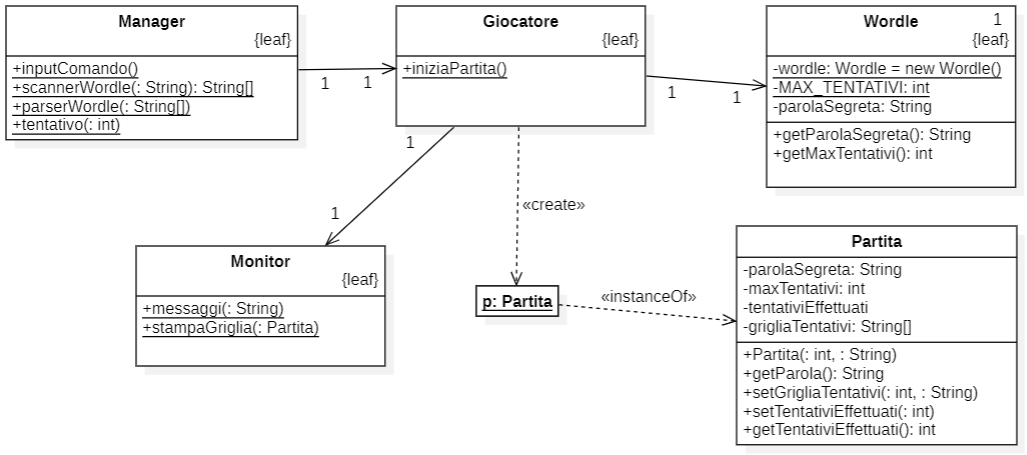 Manager
{leaf}
+inputComando()
+scannerWordle(: String): String[]
+parserWordle(: String[])
+tentativo(: int)
1
1
Giocatore
{leaf}
+iniziaPartita()
1
1
Wordle
1
{leaf}
-wordle: Wordle = new Wordle()
-MAX_TENTATIVI: int
-parolaSegreta: String
+getParolaSegreta(): String
+getMaxTentativi(): int
1
1
Monitor
{leaf}
+messaggi(: String)
+stampaGriglia(: Partita)
«create»
p: Partita
«instanceOf»
Partita
-parolaSegreta: String
-maxTentativi: int
-tentativiEffettuati
-grigliaTentativi: String[]
+Partita(: int, : String)
+getParola(): String
+setGrigliaTentativi(: int, : String)
+setTentativiEffettuati(: int)
+getTentativiEffettuati(): int